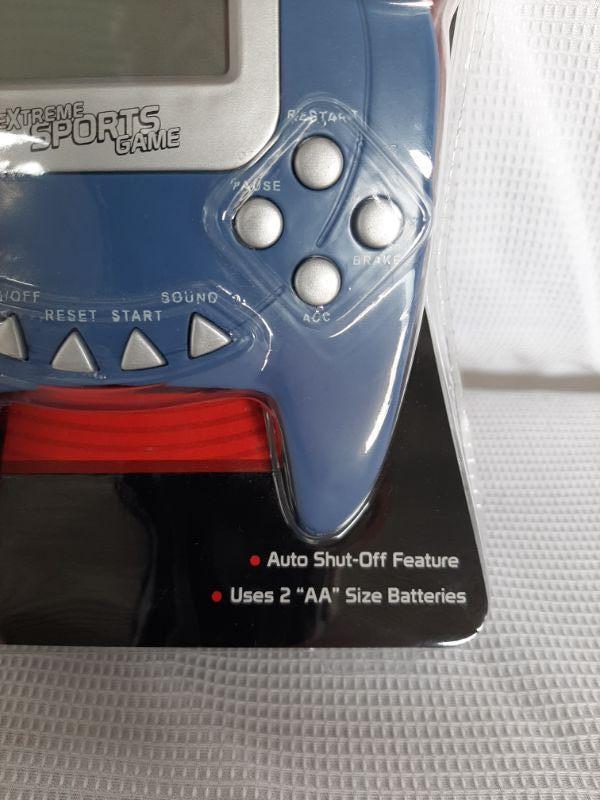 EXTREME
SPORTS
GAME
RESTART
PAUSE
BRAKE
ACC
/OFF
SOUND
RESET START
• Auto Shut-Off Feature
• Uses 2 "AA" Size Batteries